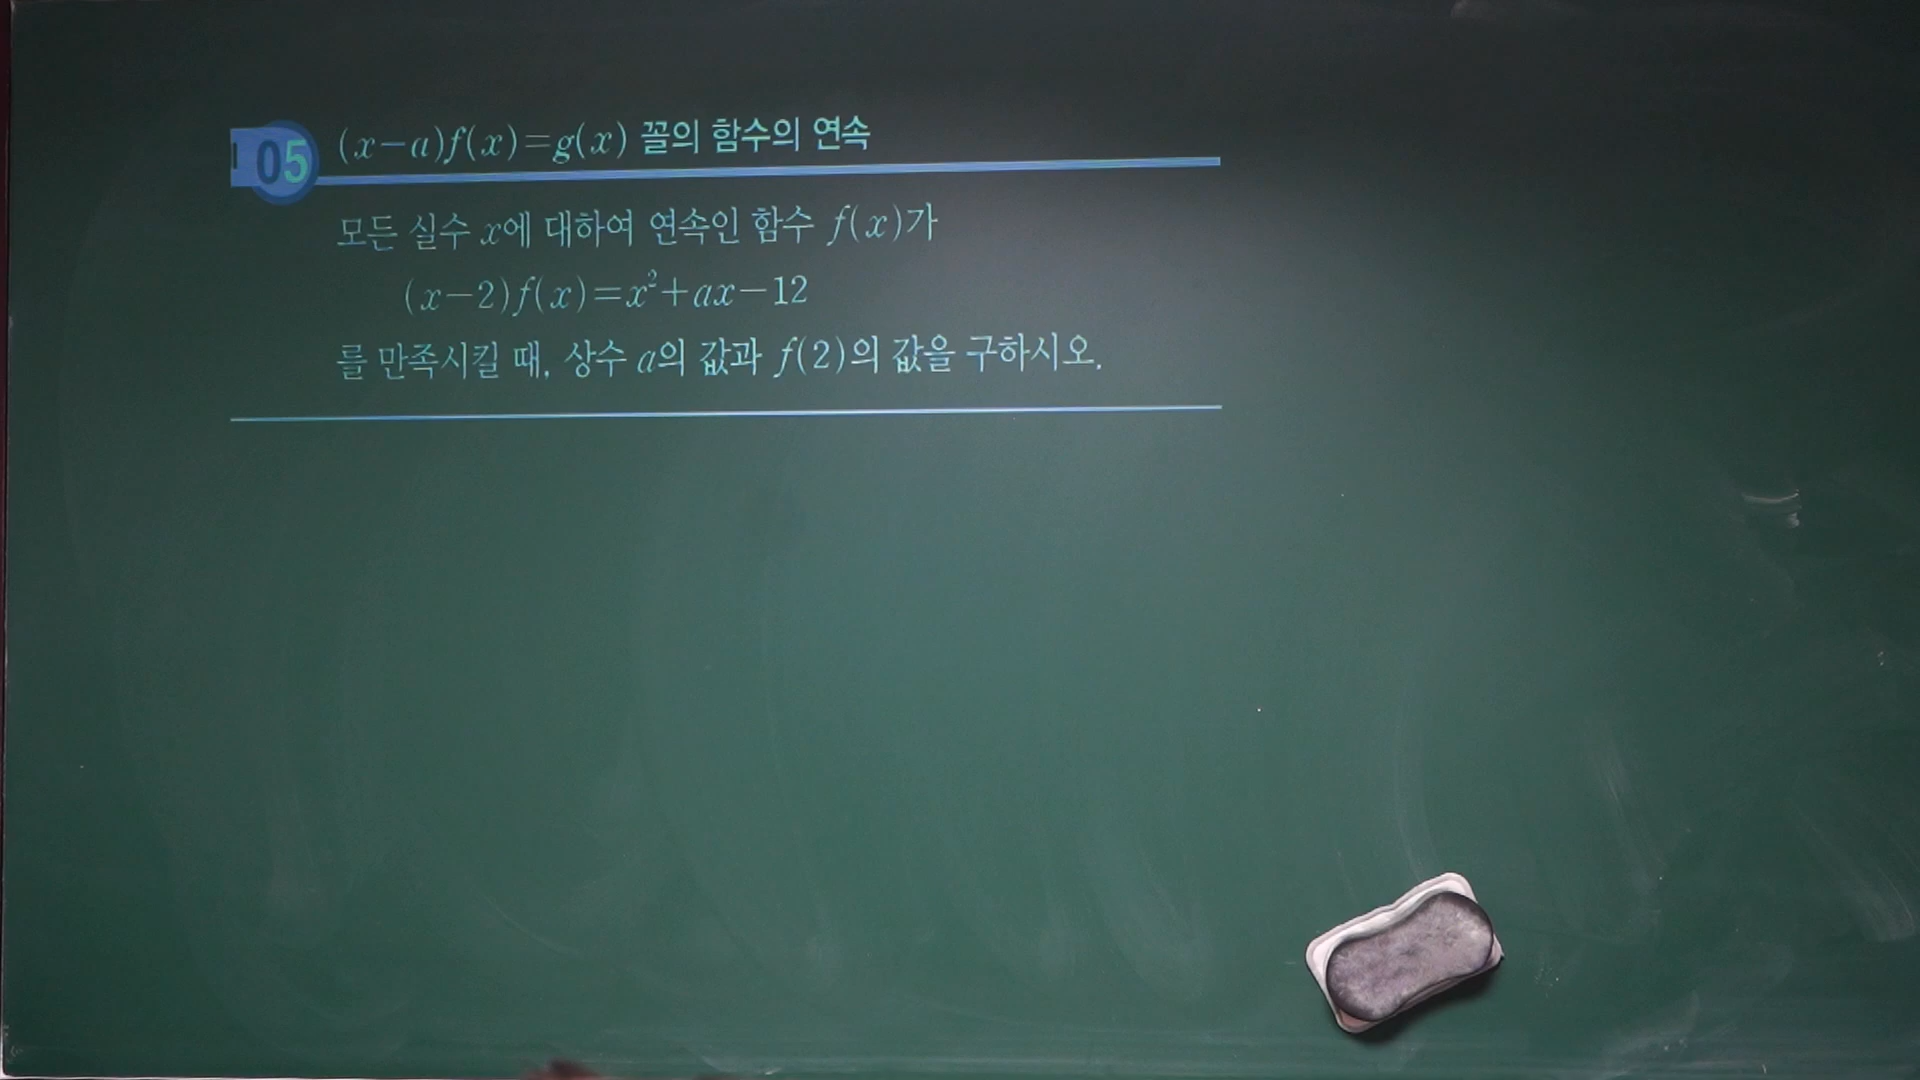 05 (x-a)f(x)=g(x) 꼴의 함수의 연속
모든 실수 x에 대하여 연속인 함수 f(x)가
(x-2)f(x)=x²+ax-12
를 만족시킬 때, 상수 a의 값과 f(2)의 값을 구하시오.